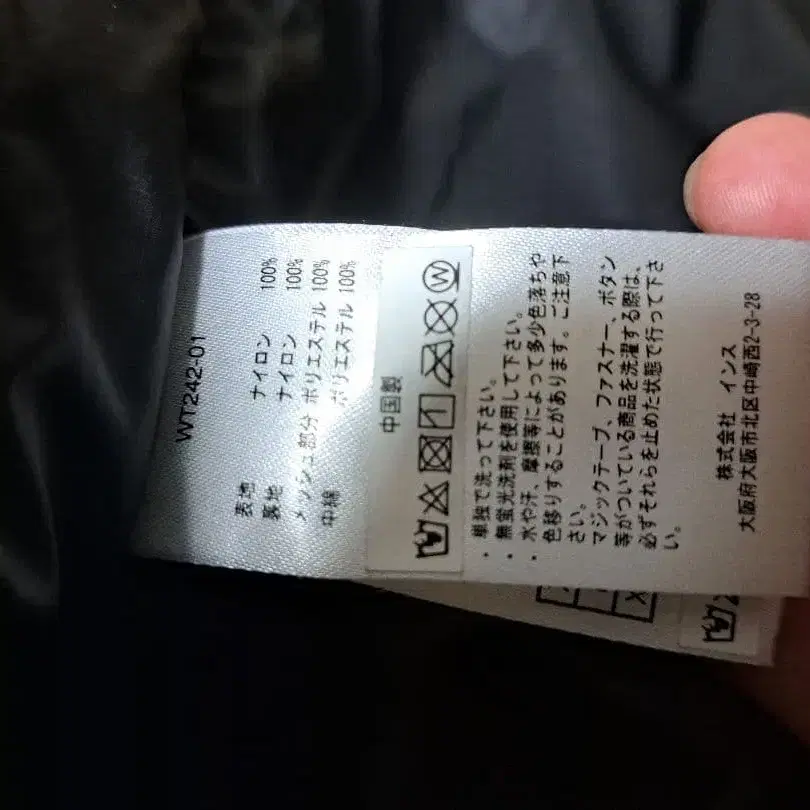 WT242-01
表地 ナイロン 100%
裏地 ナイロン 100%
メッシュ部分 ポリエステル 100%
中綿 ポリエステル 100%
中国製
W
・単独で洗って下さい。
・無蛍光洗剤を使用して下さい。
・水や汗、摩擦等によって多少色落ちや
色移りすることがあります。ご注意下
さい。
マジックテープ、ファスナー、ボタン
等がついている商品を洗濯する際は、
必ずそれらを止めた状態で行って下さ
い。
株式会社 インス
大阪府大阪市北区中崎西2-3-28